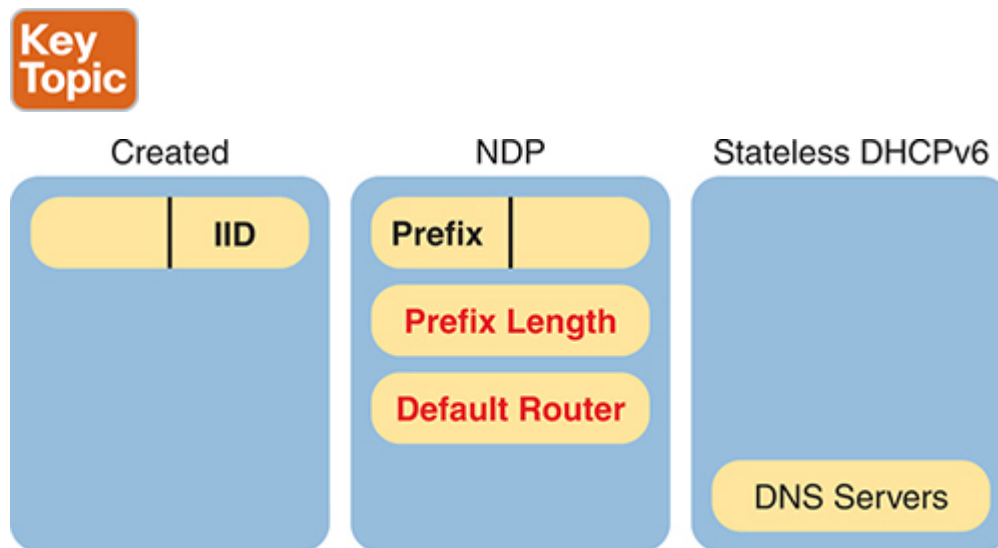 Key
Topic
Created
NDP
Stateless DHCPv6
IID
Prefix
Prefix Length
Default Router
DNS Servers